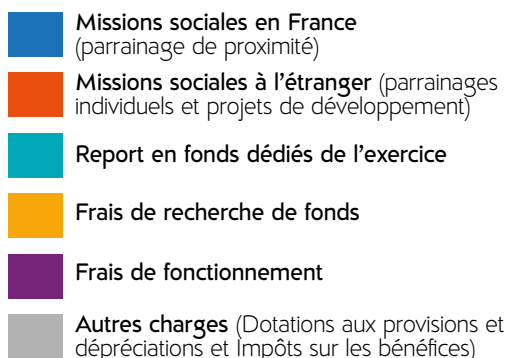 Missions sociales en France
(parrainage de proximité)
Missions sociales à l'étranger (parrainages
individuels et projets de développement)
Report en fonds dédiés de l'exercice
Frais de recherche de fonds
Frais de fonctionnement
Autres charges (Dotations aux provisions et
dépréciations et Impôts sur les bénéfices)